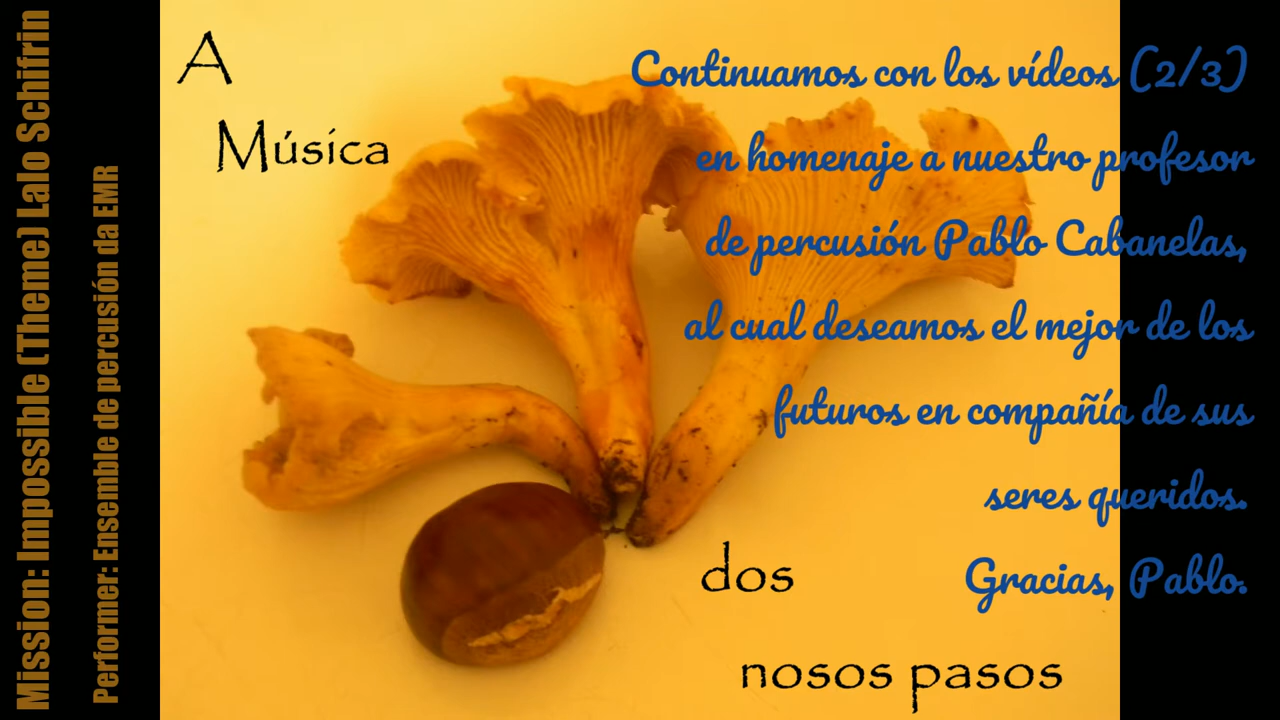 Mission: Impossible (Theme) Lalo Schifrin
Performer: Ensemble de percusión da EMR
A
Música
dos
nosos pasos
Continuamos con los vídeos (2/3)
en homenaje a nuestro profesor
de percusión Pablo Cabanelas,
al cual deseamos el mejor de los
futuros en compañía de sus
seres queridos.
Gracias, Pablo.